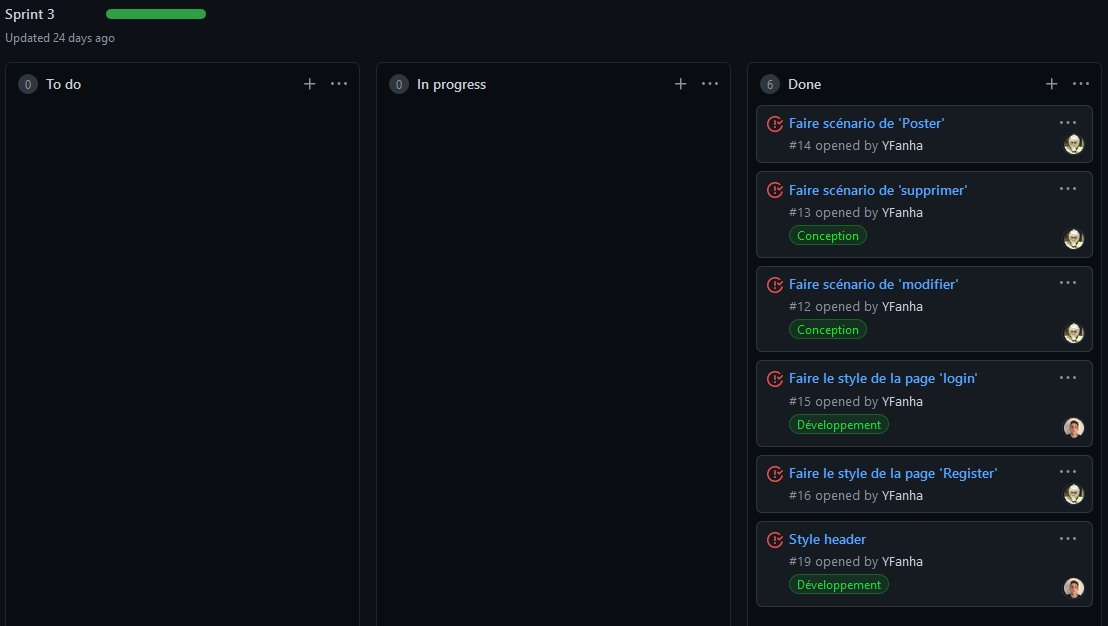 Sprint 3
Updated 24 days ago
0 To do
0 In progress
6 Done
Faire scénario de 'Poster'
#14 opened by YFanha
Faire scénario de 'supprimer'
#13 opened by YFanha
Conception
Faire scénario de 'modifier'
#12 opened by YFanha
Conception
Faire le style de la page 'login'
#15 opened by YFanha
Développement
Faire le style de la page 'Register'
#16 opened by YFanha
Style header
#19 opened by YFanha
Développement